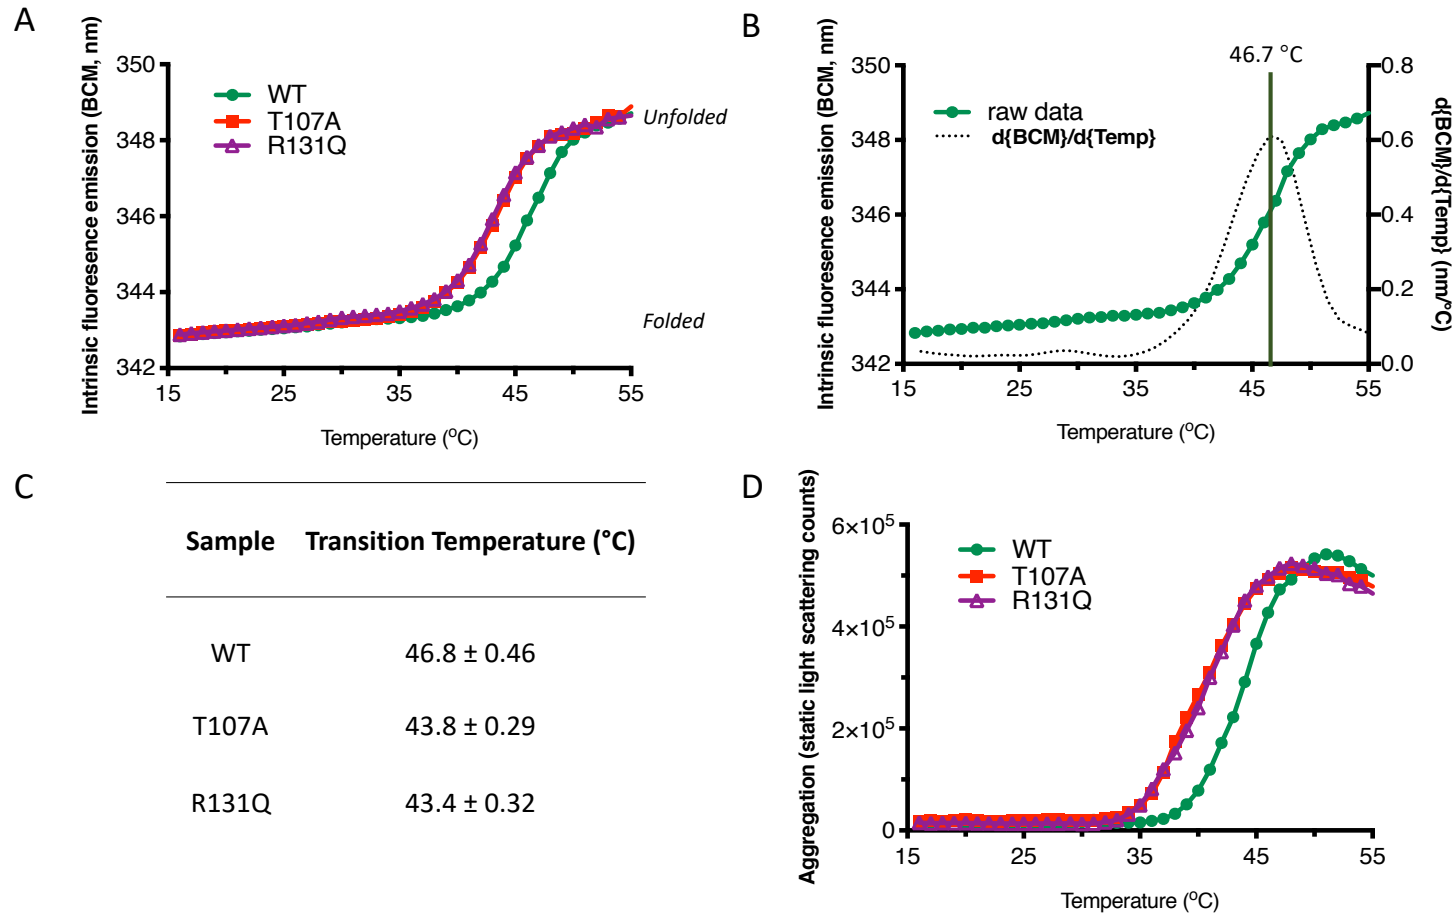 A
Intrinsic fluoresence emission (BCM, nm)
350
348
346
344
342
WT
T107A
R131Q
Unfolded
Folded
15
25
35
45
55
Temperature (°C)
B
46.7 °C
Intrinsic fluoresence emission (BCM, nm)
350
348
346
344
342
raw data
d{BCM}/d{Temp}
0.8
0.6
0.4
0.2
0.0
d{BCM}/d{Temp} (nm/°C)
15
25
35
45
55
Temperature (°C)
C
Sample Transition Temperature (°C)
WT 46.8 ± 0.46
T107A 43.8 ± 0.29
R131Q 43.4 ± 0.32
D
Aggregation (static light scattering counts)
6×10⁵
4×10⁵
2×10⁵
0
WT
T107A
R131Q
15
25
35
45
55
Temperature (°C)